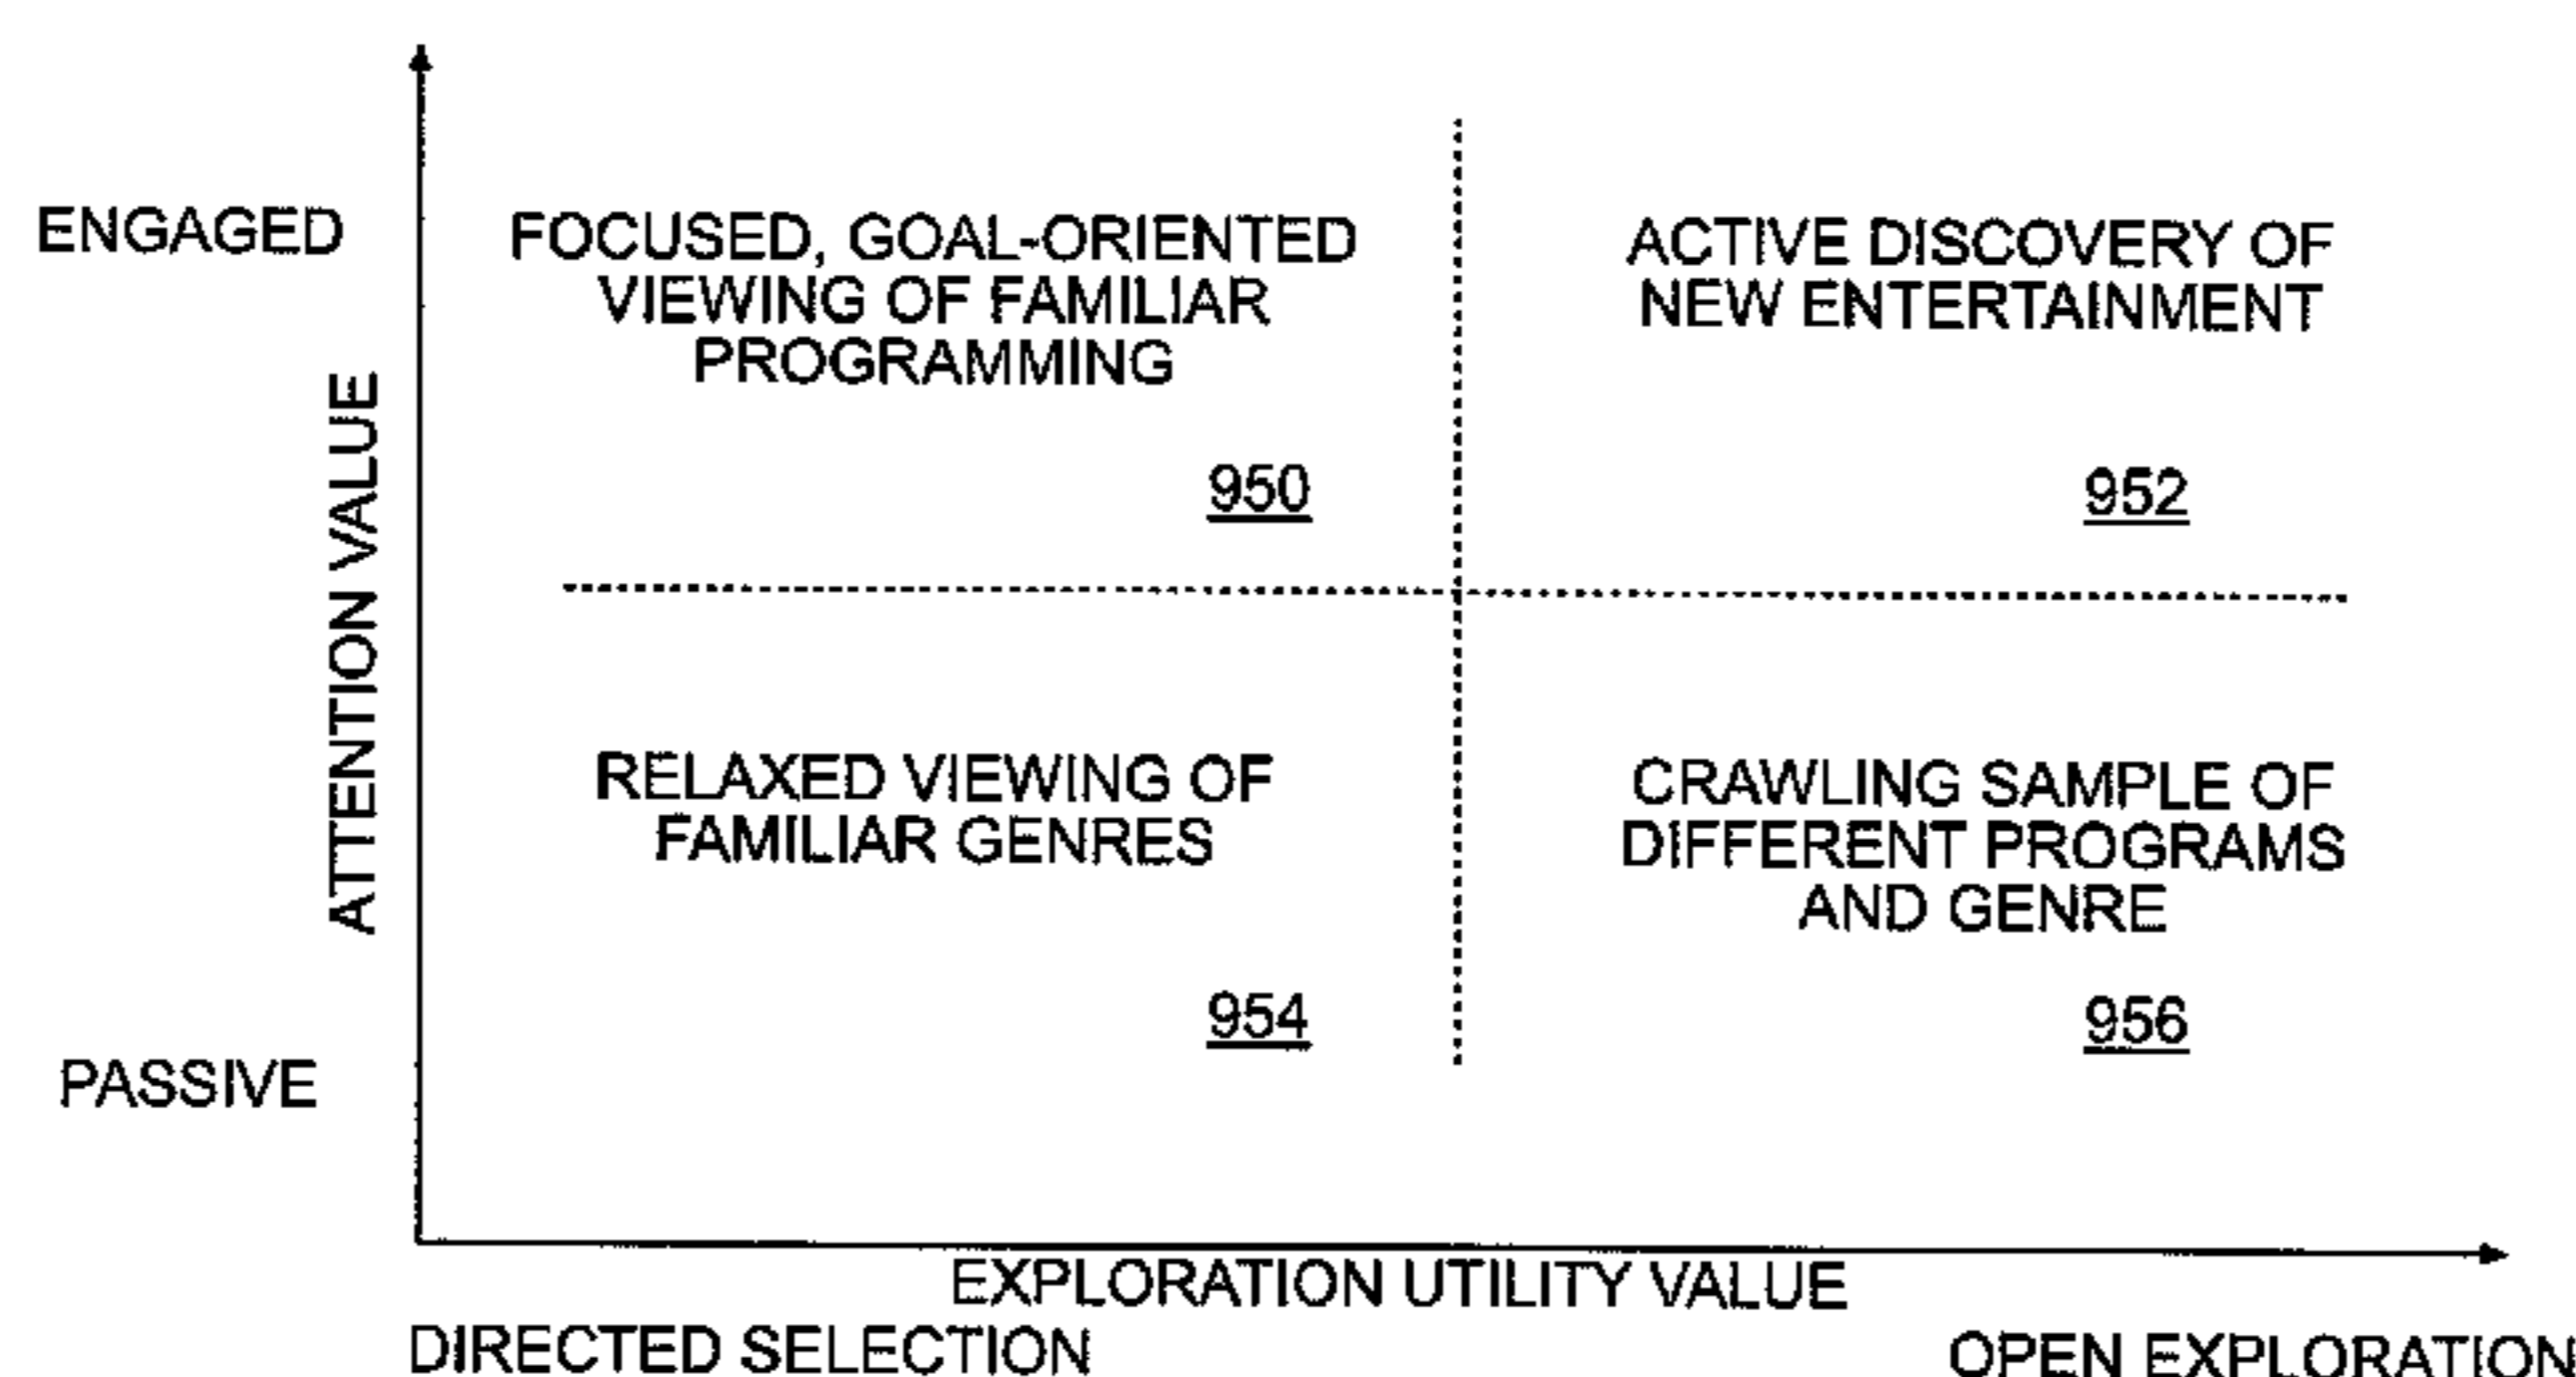 ENGAGED
FOCUSED, GOAL-ORIENTED
VIEWING OF FAMILIAR
PROGRAMMING
950
ACTIVE DISCOVERY OF
NEW ENTERTAINMENT
952
ATTENTION VALUE
RELAXED VIEWING OF
FAMILIAR GENRES
954
CRAWLING SAMPLE OF
DIFFERENT PROGRAMS
AND GENRE
956
PASSIVE
EXPLORATION UTILITY VALUE
DIRECTED SELECTION
OPEN EXPLORATION